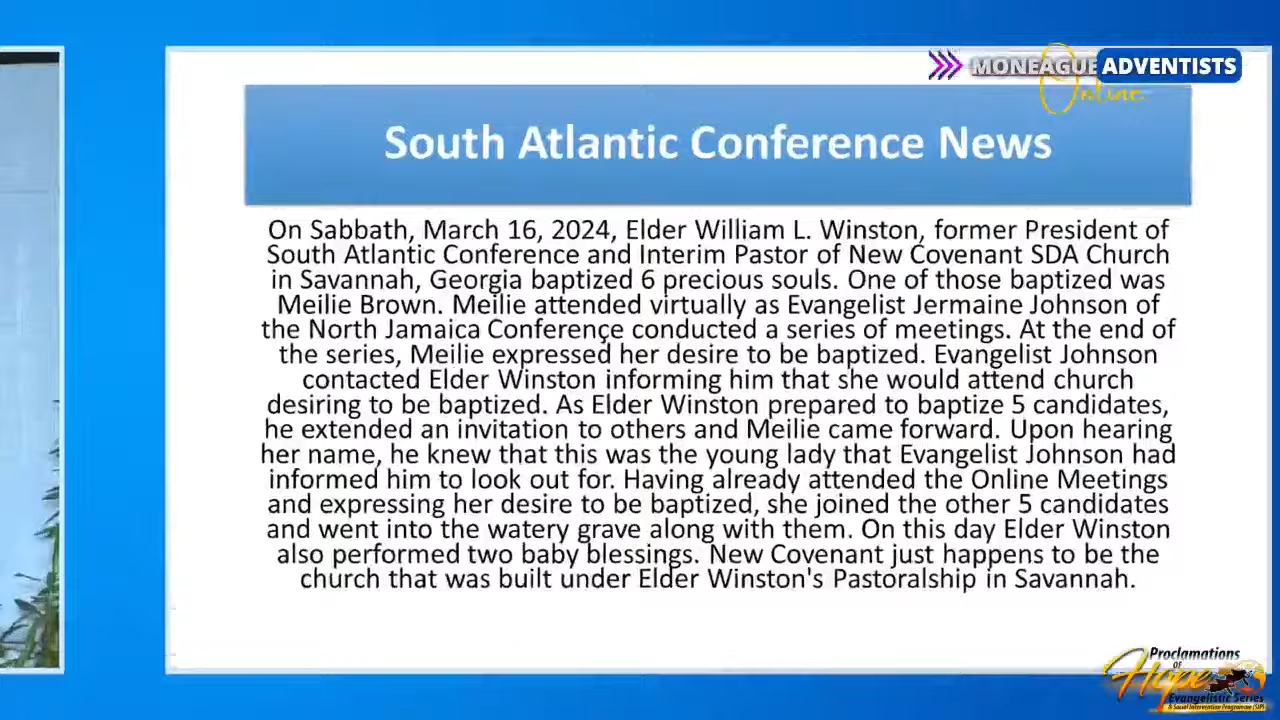 MONEAGUE ADVENTISTS
Online
South Atlantic Conference News
On Sabbath, March 16, 2024, Elder William L. Winston, former President of
South Atlantic Conference and Interim Pastor of New Covenant SDA Church
in Savannah, Georgia baptized 6 precious souls. One of those baptized was
Meilie Brown. Meilie attended virtually as Evangelist Jermaine Johnson of
the North Jamaica Conference conducted a series of meetings. At the end of
the series, Meilie expressed her desire to be baptized. Evangelist Johnson
contacted Elder Winston informing him that she would attend church
desiring to be baptized. As Elder Winston prepared to baptize 5 candidates,
he extended an invitation to others and Meilie came forward. Upon hearing
her name, he knew that this was the young lady that Evangelist Johnson had
informed him to look out for. Having already attended the Online Meetings
and expressing her desire to be baptized, she joined the other 5 candidates
and went into the watery grave along with them. On this day Elder Winston
also performed two baby blessings. New Covenant just happens to be the
church that was built under Elder Winston's Pastoralship in Savannah.
Proclamations
OF
Hope
Evangelistic Series
& Social Intervention Programme (SIP)